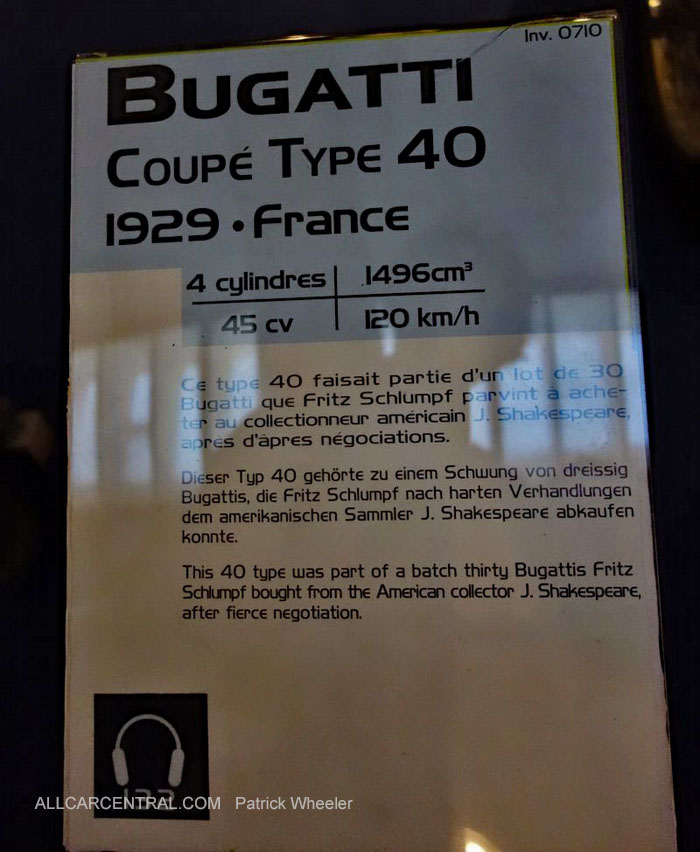 Inv. 0710
BUGATTI
COUPÉ TYPE 40
1929 • France
4 cylindres 1496cm³
45 cv 120 km/h
Ce type 40 faisait partie d'un lot de 30
Bugatti que Fritz Schlumpf parvint à ache-
ter au collectionneur américain J. Shakespeare,
après d'âpres négociations.
Dieser Typ 40 gehörte zu einem Schwung von dreissig
Bugattis, die Fritz Schlumpf nach harten Verhandlungen
dem amerikanischen Sammler J. Shakespeare abkaufen
konnte.
This 40 type was part of a batch thirty Bugattis Fritz
Schlumpf bought from the American collector J. Shakespeare,
after fierce negotiation.
ALLCARCENTRAL.COM Patrick Wheeler